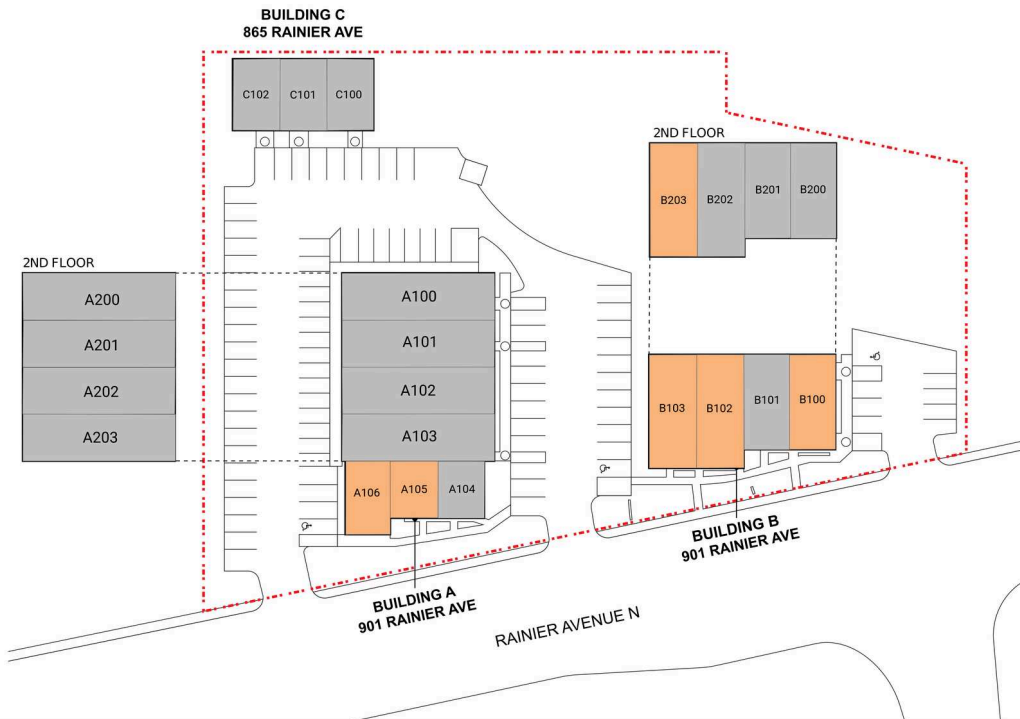 BUILDING C
865 RAINIER AVE
C102
C101
C100
2ND FLOOR
B203
B202
B201
B200
2ND FLOOR
A200
A201
A202
A203
A100
A101
A102
A103
A106
A105
A104
B103
B102
B101
B100
BUILDING A
901 RAINIER AVE
BUILDING B
901 RAINIER AVE
RAINIER AVENUE N